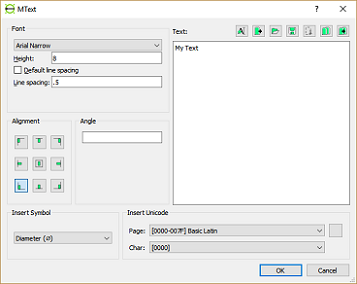 MText
Font
Arial Narrow
Height: 8
Default line spacing
Line spacing: .5
Alignment
Angle
Text:
My Text
Insert Symbol
Diameter (∅)
Insert Unicode
Page: [0000-007F] Basic Latin
Char: [0000]
OK
Cancel